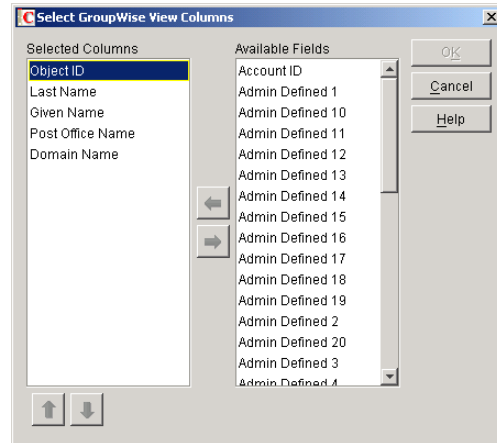 Select GroupWise View Columns
Selected Columns
Object ID
Last Name
Given Name
Post Office Name
Domain Name
Available Fields
Account ID
Admin Defined 1
Admin Defined 10
Admin Defined 11
Admin Defined 12
Admin Defined 13
Admin Defined 14
Admin Defined 15
Admin Defined 16
Admin Defined 17
Admin Defined 18
Admin Defined 19
Admin Defined 2
Admin Defined 20
Admin Defined 3
Admin Defined 4
OK
Cancel
Help